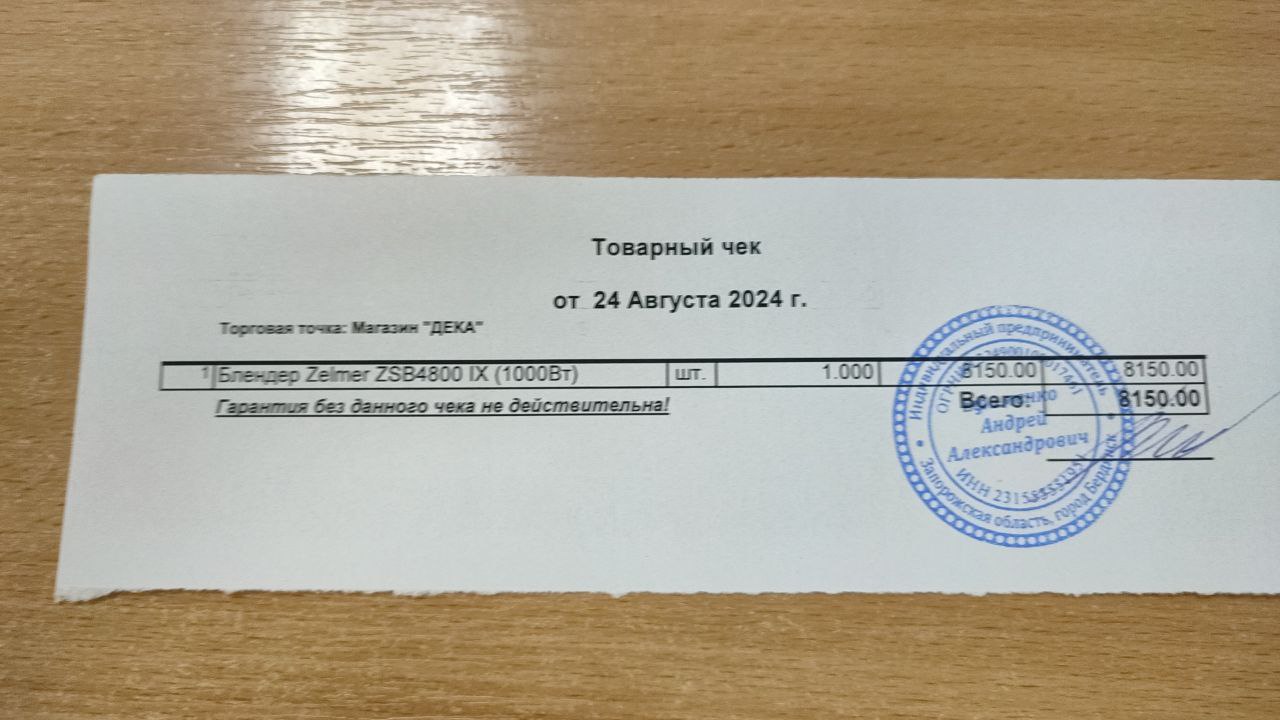 Товарный чек
от 24 Августа 2024 г.
Торговая точка: Магазин "ДЕКА"
1 Блендер Zelmer ZSB4800 IX (1000Вт) шт. 1.000 8150.00 8150.00
Гарантия без данного чека не действительна! Всего: 8150.00
Индивидуальный предприниматель
ОГРН
Андрей
Александрович
ИНН
Запорожская область, город Бердянск